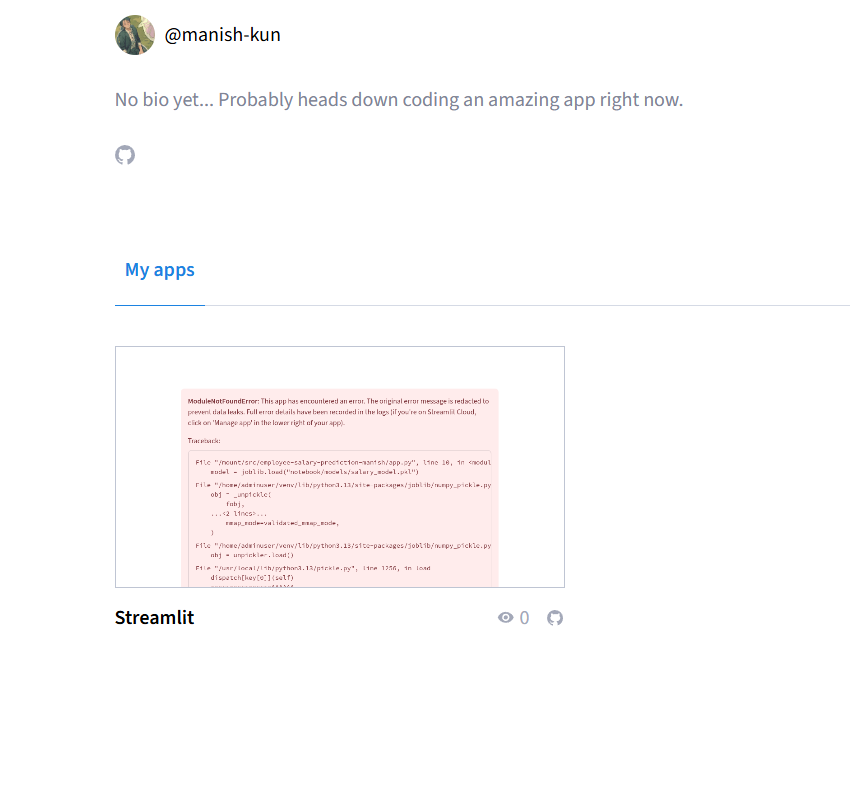 @manish-kun
No bio yet... Probably heads down coding an amazing app right now.
My apps
ModuleNotFoundError: This app has encountered an error. The original error message is redacted to
prevent data leaks. Full error details have been recorded in the logs (if you're on Streamlit Cloud,
click on 'Manage app' in the lower right of your app).
Traceback:
File "/mount/src/employee-salary-prediction-manish/app.py", line 10, in <modul
model = joblib.load("notebook/models/salary_model.pkl")
File "/home/adminuser/venv/lib/python3.13/site-packages/joblib/numpy_pickle.py
obj = _unpickle(
fobj,
...<2 lines>...
mmap_mode=validated_mmap_mode,
)
File "/home/adminuser/venv/lib/python3.13/site-packages/joblib/numpy_pickle.py
obj = unpickler.load()
File "/usr/local/lib/python3.13/pickle.py", line 1256, in load
dispatch[key[0]](self)
Streamlit
0